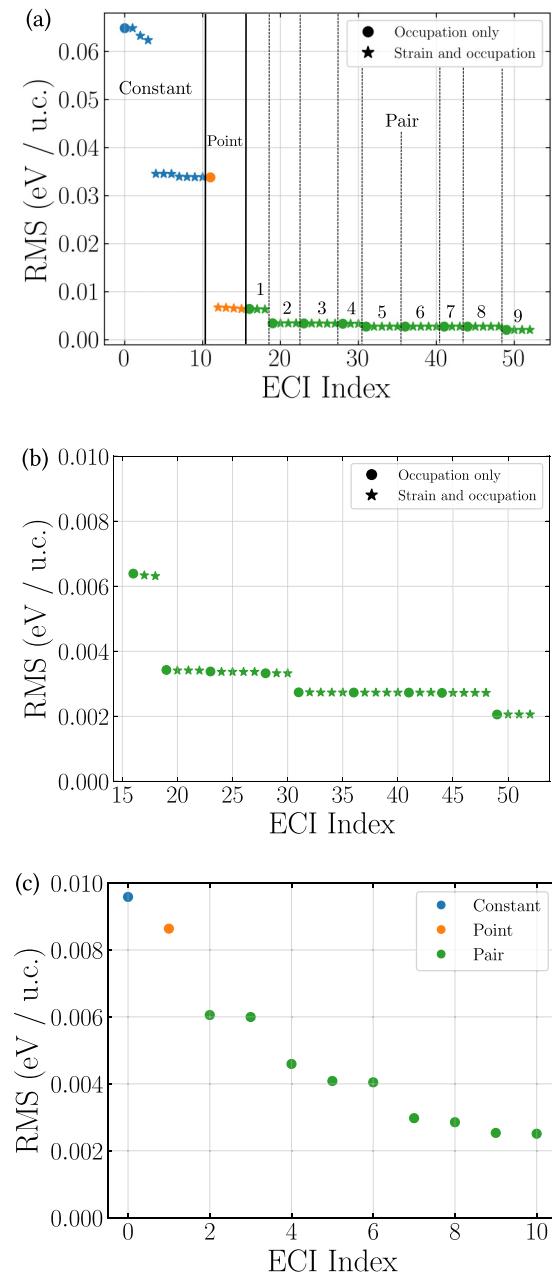 (a)
0.06
0.05
0.04
0.03
0.02
0.01
0.00
RMS (eV / u.c.)
Occupation only
Strain and occupation
Constant
Point
Pair
1
2
3
4
5
6
7
8
9
0
10
20
30
40
50
ECI Index
(b)
0.010
0.008
0.006
0.004
0.002
0.000
RMS (eV / u.c.)
Occupation only
Strain and occupation
15
20
25
30
35
40
45
50
ECI Index
(c)
0.010
0.008
0.006
0.004
0.002
0.000
RMS (eV / u.c.)
Constant
Point
Pair
0
2
4
6
8
10
ECI Index